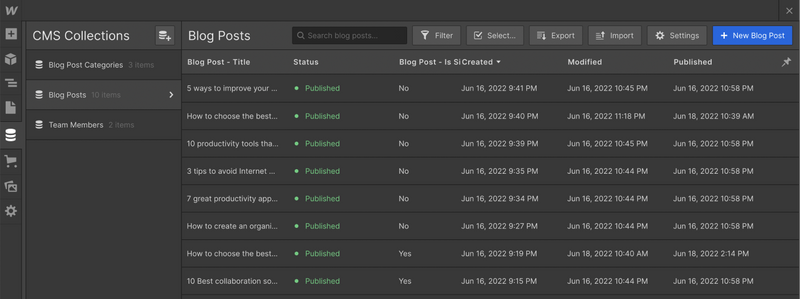 W
CMS Collections
Blog Post Categories 3 items
Blog Posts 10 items
Team Members 2 items
Blog Posts
Search blog posts...
Filter
Select...
Export
Import
Settings
+ New Blog Post
Blog Post - Title Status Blog Post - Is Si Created Modified Published
5 ways to improve your ... Published No Jun 16, 2022 9:41 PM Jun 16, 2022 10:45 PM Jun 16, 2022 10:58 PM
How to choose the best... Published No Jun 16, 2022 9:40 PM Jun 16, 2022 11:18 PM Jun 18, 2022 10:39 AM
10 productivity tools tha... Published No Jun 16, 2022 9:39 PM Jun 16, 2022 10:45 PM Jun 16, 2022 10:58 PM
3 tips to avoid Internet ... Published No Jun 16, 2022 9:35 PM Jun 16, 2022 10:44 PM Jun 16, 2022 10:58 PM
7 great productivity app... Published No Jun 16, 2022 9:34 PM Jun 16, 2022 10:44 PM Jun 16, 2022 10:58 PM
How to create an organi... Published No Jun 16, 2022 9:27 PM Jun 16, 2022 10:44 PM Jun 16, 2022 10:58 PM
How to choose the best... Published Yes Jun 16, 2022 9:19 PM Jun 18, 2022 10:40 AM Jun 18, 2022 2:14 PM
10 Best collaboration so... Published Yes Jun 16, 2022 9:15 PM Jun 16, 2022 10:44 PM Jun 16, 2022 10:58 PM